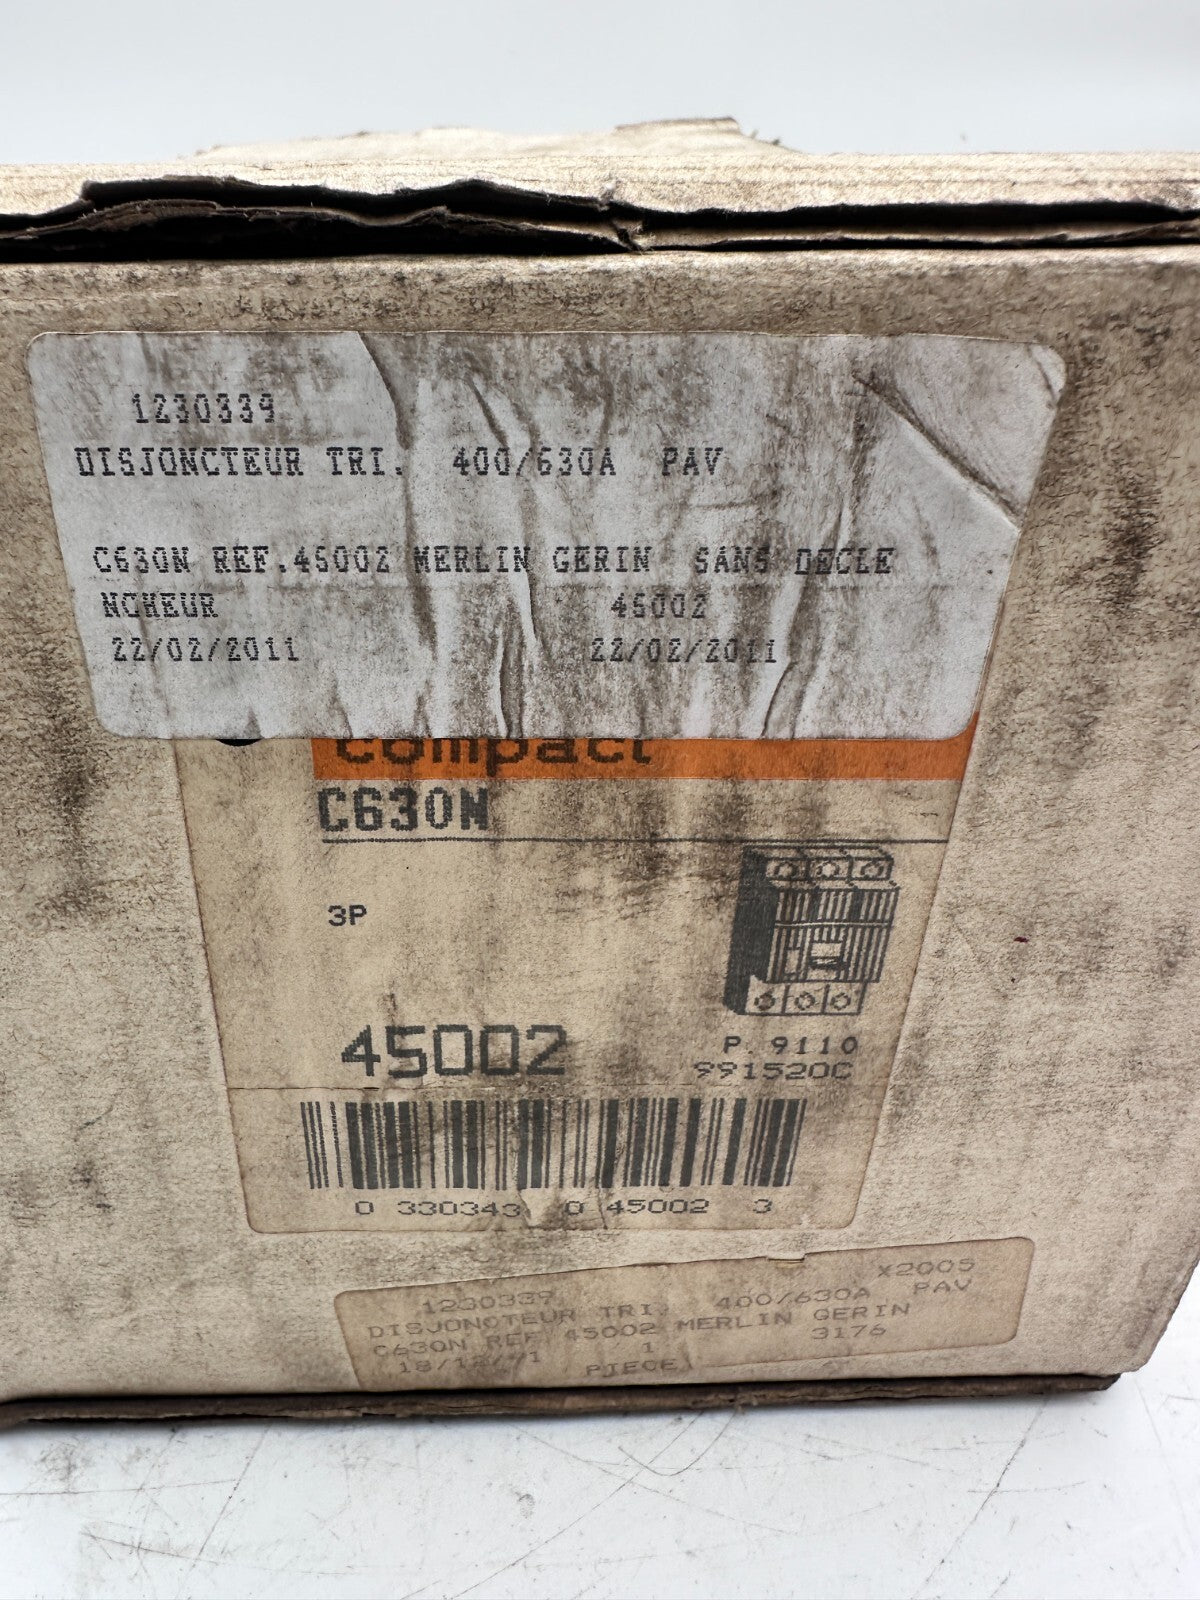 1230339
DISJONCTEUR TRI. 400/630A PAV
C630N REF.45002 MERLIN GERIN SANS DECLE
NCHEUR 45002
22/02/2011 22/02/2011
compact
C630N
3P
45002
P. 9110
991520C
0 330343 0 45002 3
X2005
1230339
DISJONCTEUR TRI. 400/630A PAV
C630N REF 45002 MERLIN GERIN
1 3176
PIECE